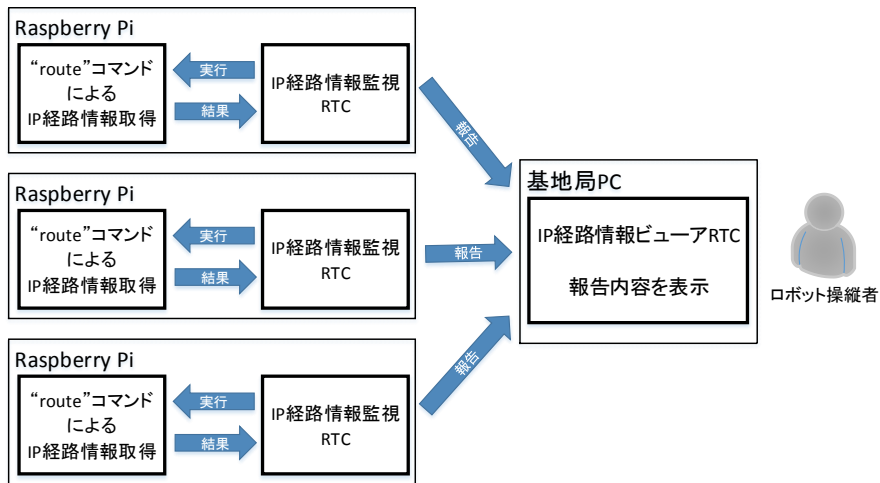 Raspberry Pi
“route”コマンド
による
IP経路情報取得
実行
結果
IP経路情報監視
RTC
報告
Raspberry Pi
“route”コマンド
による
IP経路情報取得
実行
結果
IP経路情報監視
RTC
報告
Raspberry Pi
“route”コマンド
による
IP経路情報取得
実行
結果
IP経路情報監視
RTC
報告
基地局PC
IP経路情報ビューアRTC
報告内容を表示
ロボット操縦者